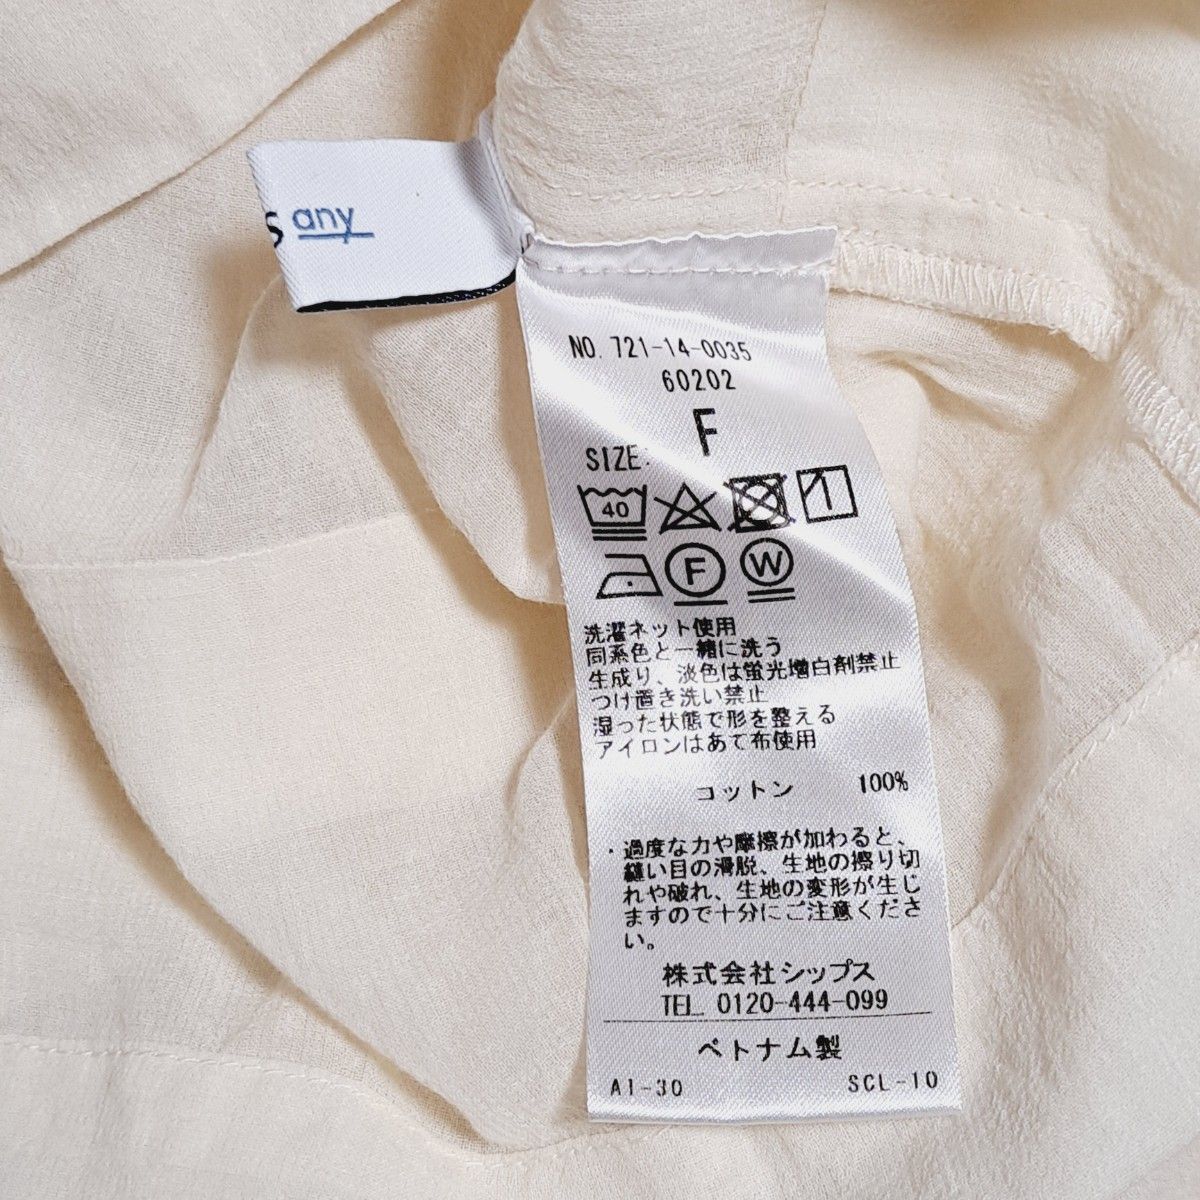 s any
NO. 721-14-0035
60202
F
SIZE:
40
F W
洗濯ネット使用
同系色と一緒に洗う
生成り、淡色は蛍光増白剤禁止
つけ置き洗い禁止
湿った状態で形を整える
アイロンはあて布使用
コットン 100%
・過度な力や摩擦が加わると、
縫い目の滑脱、生地の擦り切
れや破れ、生地の変形が生じ
ますので十分にご注意くださ
い。
株式会社シップス
TEL 0120-444-099
ベトナム製
AI-30 SCL-10